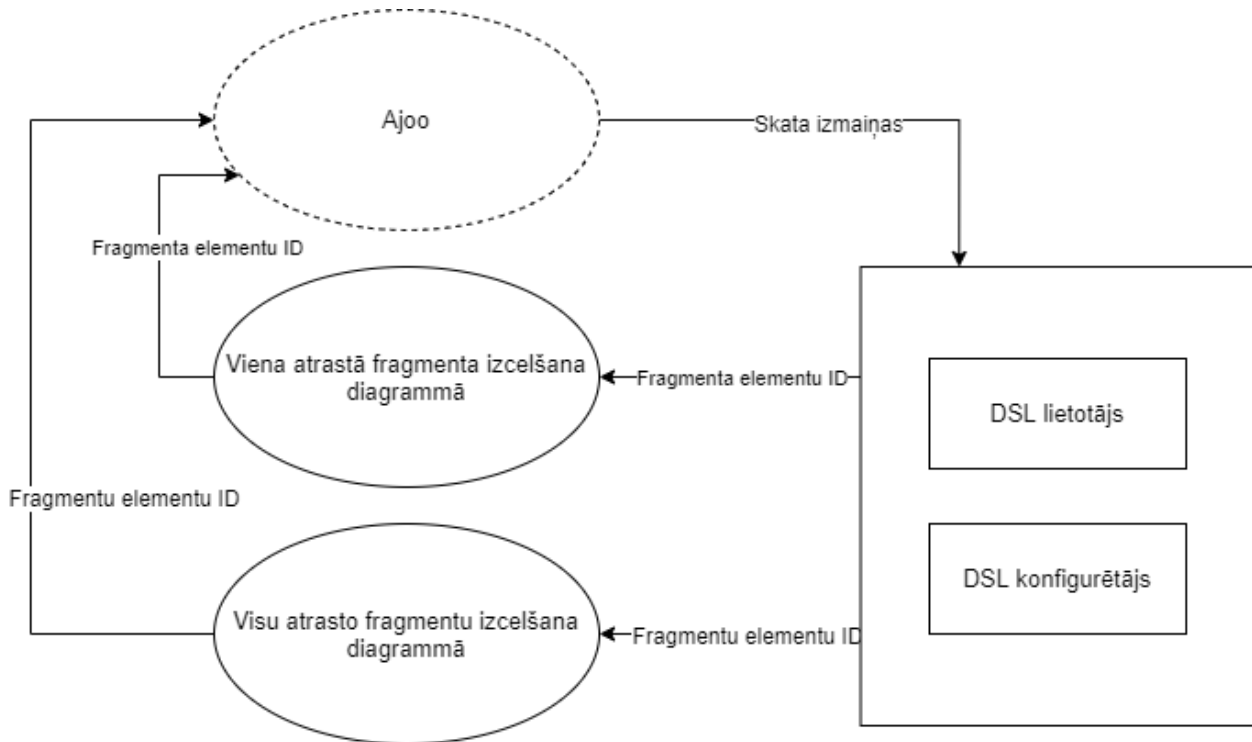 Ajoo
Skata izmaiņas
Fragmenta elementu ID
Viena atrastā fragmenta izcelšana
diagrammā
Fragmenta elementu ID
DSL lietotājs
Fragmentu elementu ID
DSL konfigurētājs
Visu atrasto fragmentu izcelšana
diagrammā
Fragmentu elementu ID